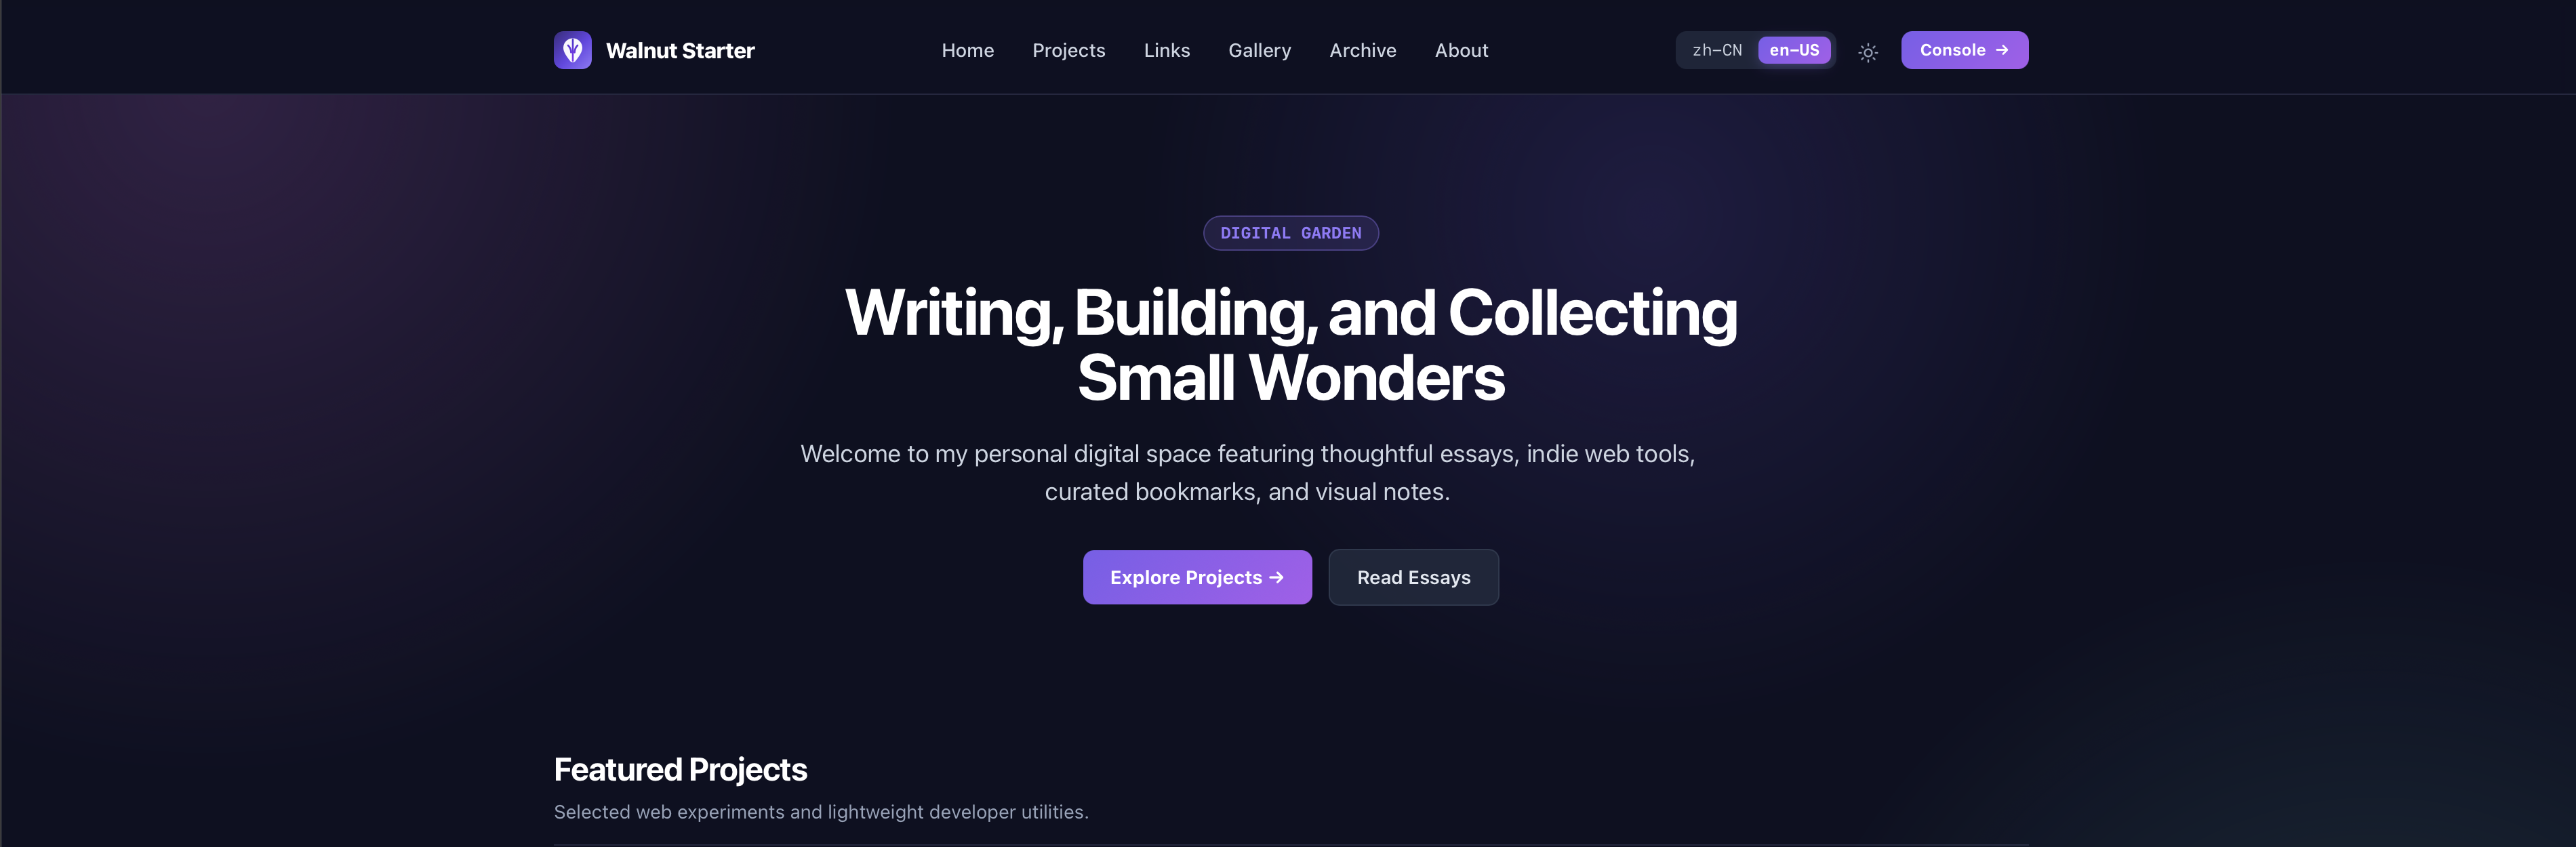 Walnut Starter
Home Projects Links Gallery Archive About
zh-CN en-US
Console →
DIGITAL GARDEN
Writing, Building, and Collecting
Small Wonders
Welcome to my personal digital space featuring thoughtful essays, indie web tools,
curated bookmarks, and visual notes.
Explore Projects → Read Essays
Featured Projects
Selected web experiments and lightweight developer utilities.